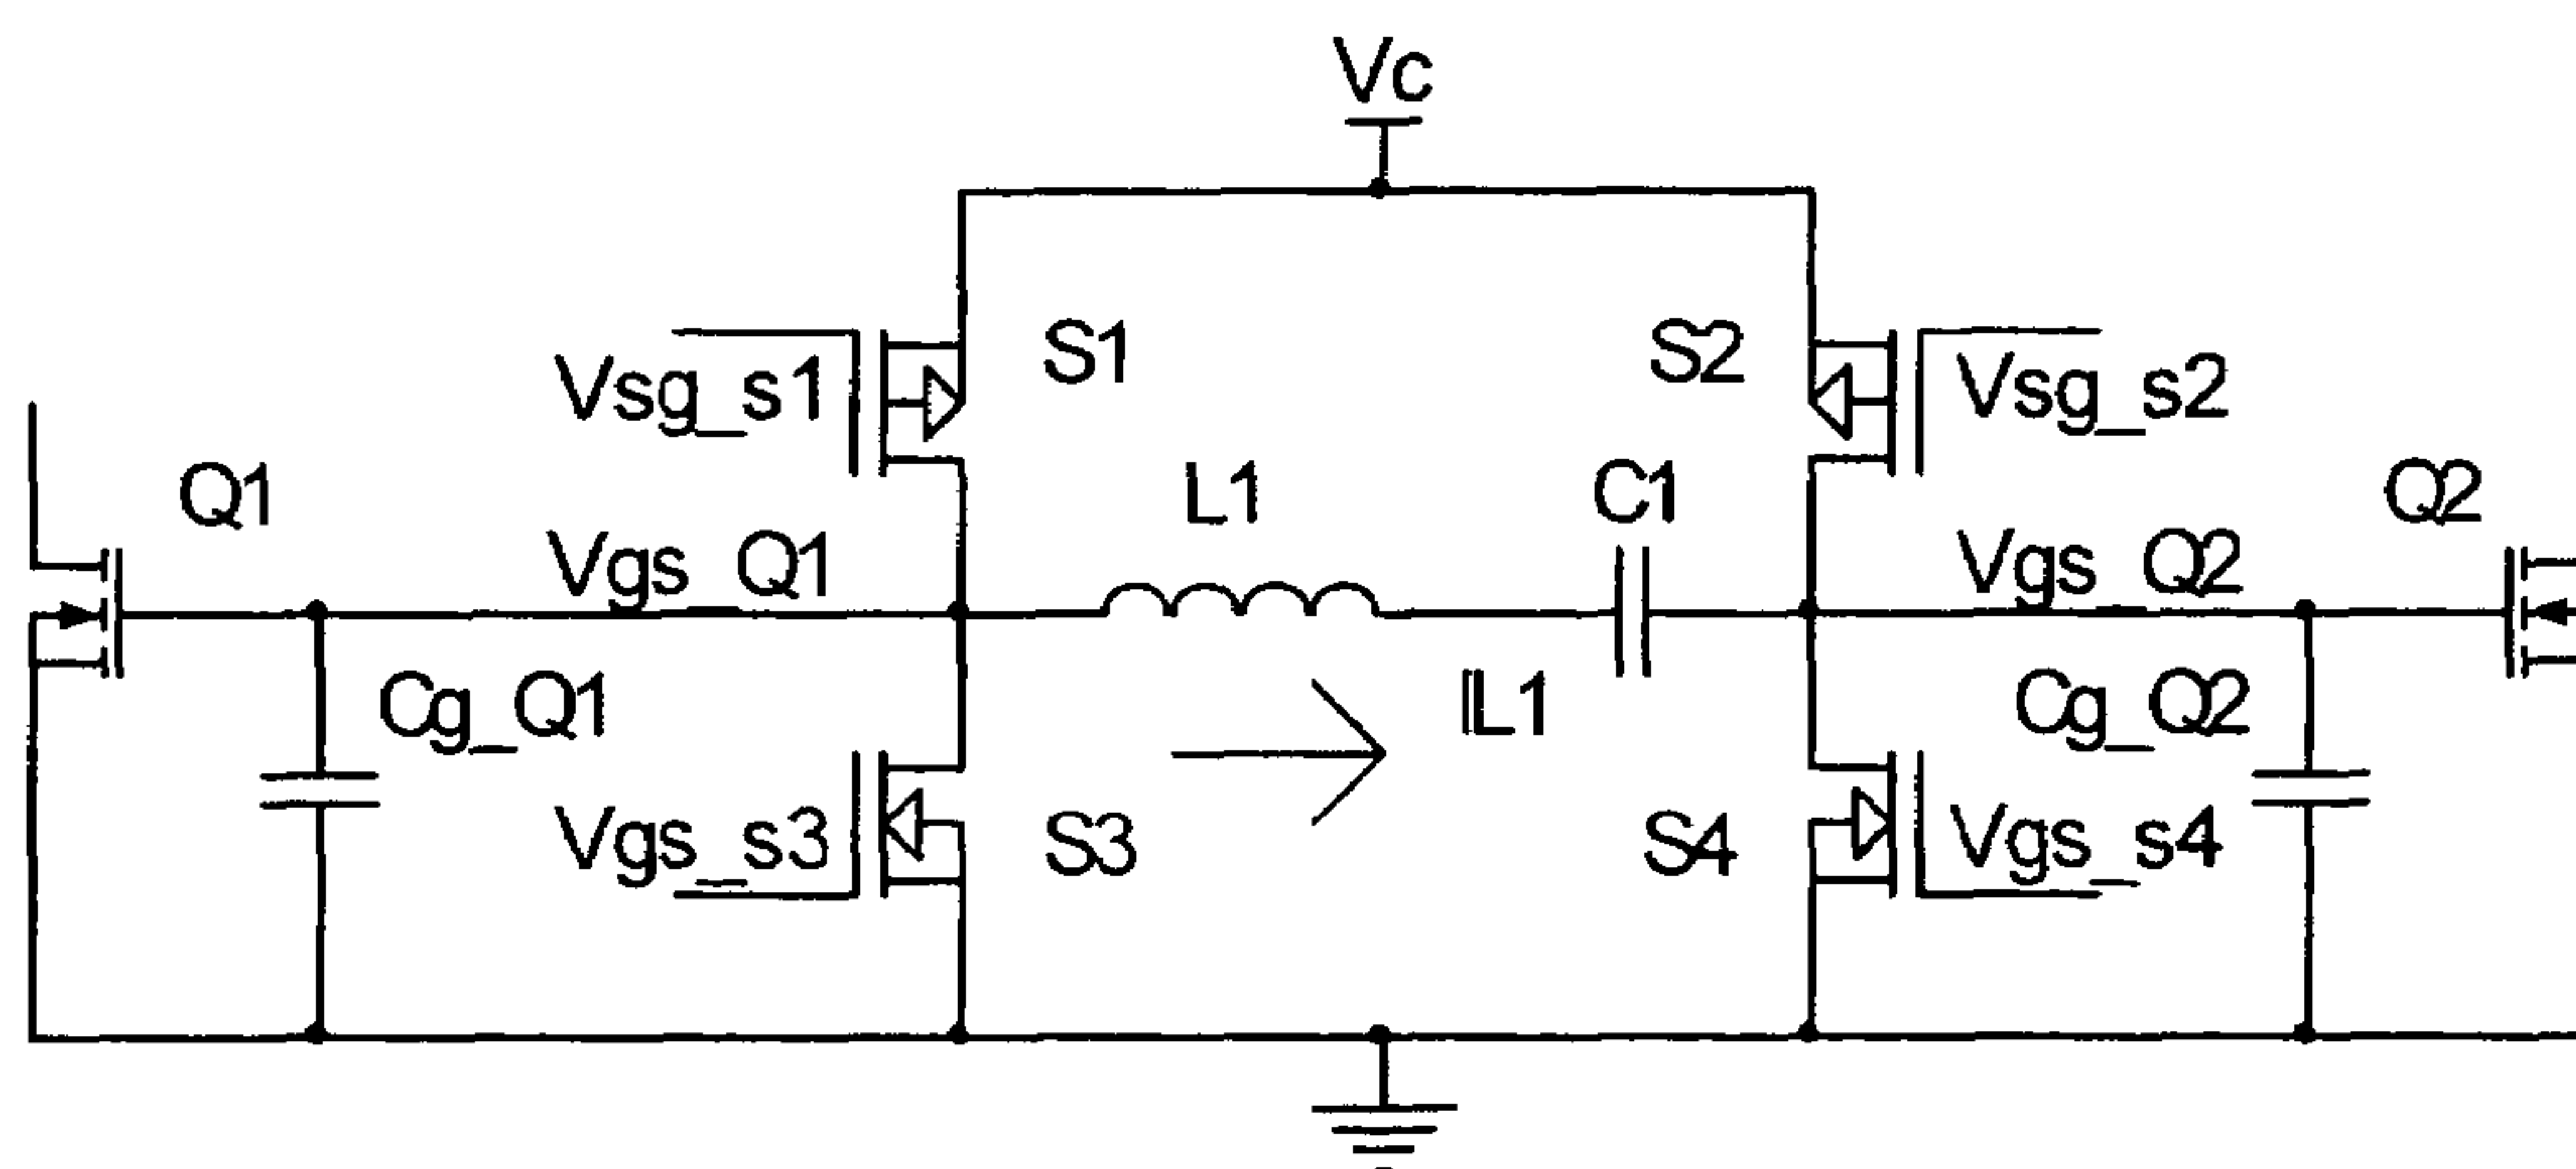 Vc
S1
S2
Vsg_s1
Vsg_s2
Q1
L1
C1
Q2
Vgs_Q1
Vgs_Q2
Cg_Q1
IL1
Cg_Q2
Vgs_s3
S3
S4
Vgs_s4